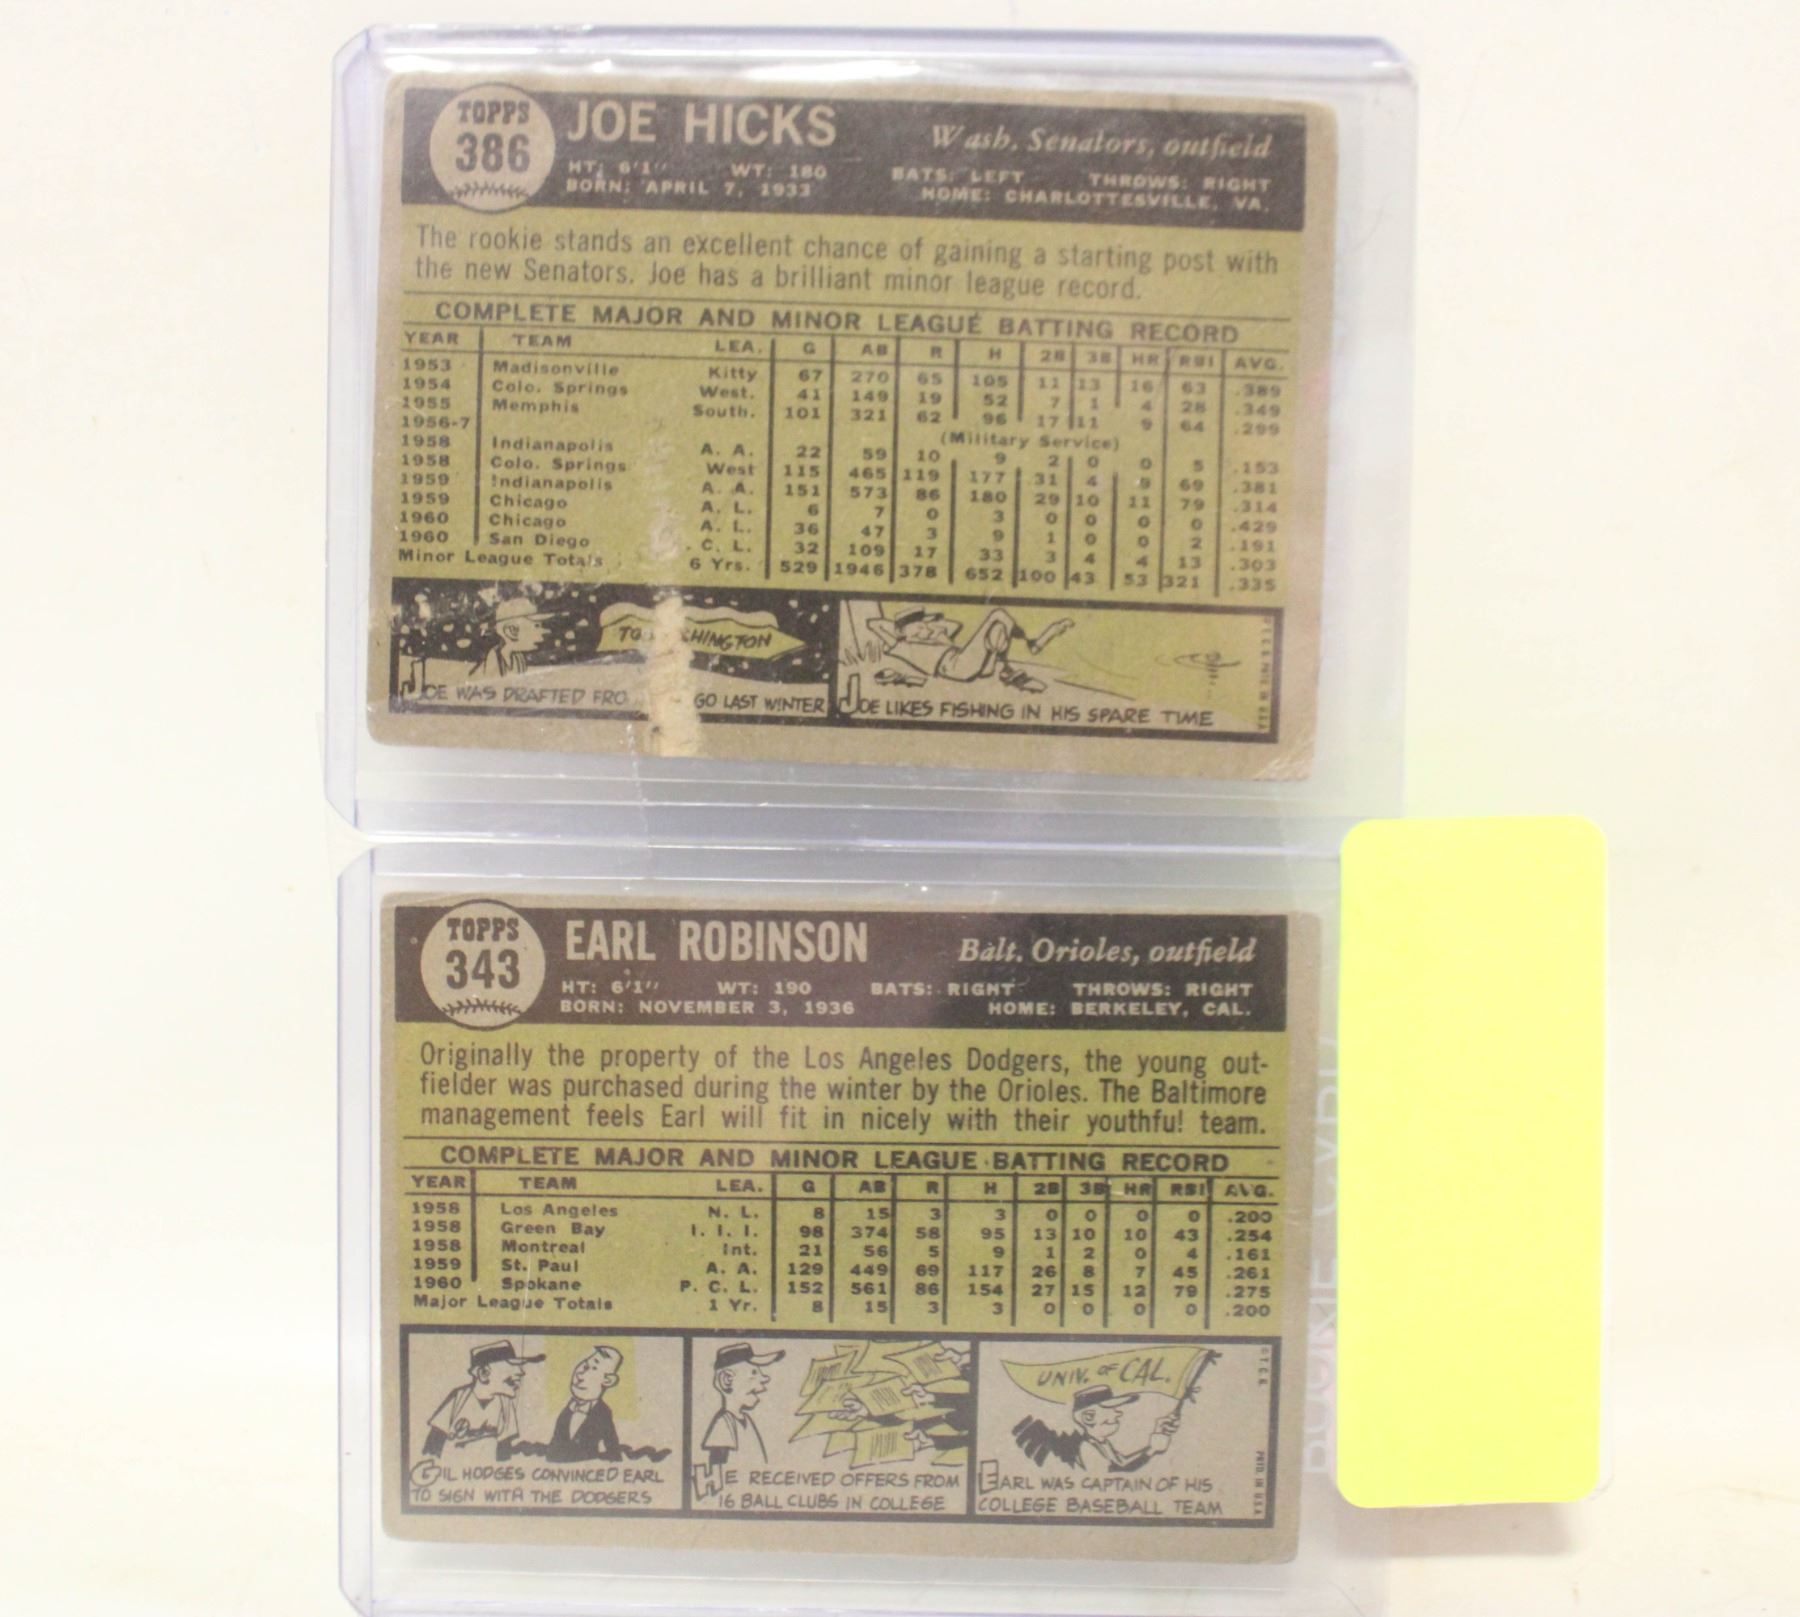 TOPPS
386
JOE HICKS
Wash. Senators, outfield
HT: 6'1" WT: 180 BATS: LEFT THROWS: RIGHT
BORN: APRIL 7, 1933 HOME: CHARLOTTESVILLE, VA.
The rookie stands an excellent chance of gaining a starting post with
the new Senators. Joe has a brilliant minor league record.
COMPLETE MAJOR AND MINOR LEAGUE BATTING RECORD
YEAR TEAM LEA. G AB R H 2B 3B HR RBI AVG.
1953 Madisonville Kitty 67 270 65 105 11 13 16 63 .389
1954 Colo. Springs West. 41 149 19 52 7 1 4 28 .349
1955 Memphis South. 101 321 62 96 17 11 9 64 .299
1956-7 (Military Service)
1958 Indianapolis A. A. 22 59 10 9 2 0 0 5 .153
1958 Colo. Springs West 115 465 119 177 31 4 9 69 .381
1959 Indianapolis A. A. 151 573 86 180 29 10 11 79 .314
1959 Chicago A. L. 6 7 0 3 0 0 0 0 .429
1960 Chicago A. L. 36 47 3 9 1 0 0 2 .191
1960 San Diego . C. L. 32 109 17 33 3 4 4 13 .303
Minor League Totals 6 Yrs. 529 1946 378 652 100 43 53 321 .335
TO HINGTON
JOE WAS DRAFTED FRO GO LAST WINTER
JOE LIKES FISHING IN HIS SPARE TIME
TOPPS
343
EARL ROBINSON
Balt. Orioles, outfield
HT: 6'1" WT: 190 BATS: RIGHT THROWS: RIGHT
BORN: NOVEMBER 3, 1936 HOME: BERKELEY, CAL.
Originally the property of the Los Angeles Dodgers, the young out-
fielder was purchased during the winter by the Orioles. The Baltimore
management feels Earl will fit in nicely with their youthful team.
COMPLETE MAJOR AND MINOR LEAGUE BATTING RECORD
YEAR TEAM LEA. G AB R H 2B 3B HR RBI AVG.
1958 Los Angeles N. L. 8 15 3 3 0 0 0 0 .200
1958 Green Bay I. I. I. 98 374 58 95 13 10 10 43 .254
1958 Montreal Int. 21 56 5 9 1 2 0 4 .161
1959 St. Paul A. A. 129 449 69 117 26 8 7 45 .261
1960 Spokane P. C. L. 152 561 86 154 27 15 12 79 .275
Major League Totals 1 Yr. 8 15 3 3 0 0 0 0 .200
Dodgers
GIL HODGES CONVINCED EARL
TO SIGN WITH THE DODGERS
HE RECEIVED OFFERS FROM
16 BALL CLUBS IN COLLEGE
UNIV. OF CAL.
EARL WAS CAPTAIN OF HIS
COLLEGE BASEBALL TEAM
©T.C.G. PRTD. IN U.S.A.